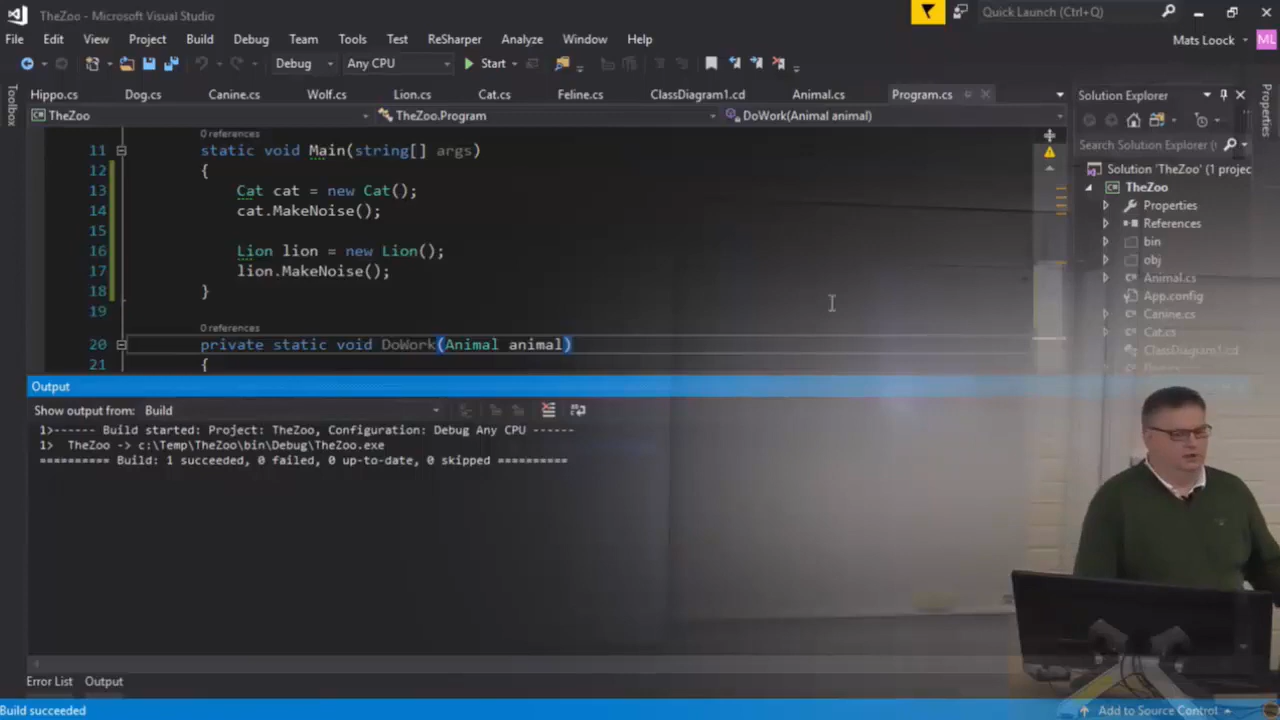 TheZoo - Microsoft Visual Studio
Quick Launch (Ctrl+Q)
File Edit View Project Build Debug Team Tools Test ReSharper Analyze Window Help
Mats Loock ML
Debug Any CPU Start
Toolbox
Hippo.cs Dog.cs Canine.cs Wolf.cs Lion.cs Cat.cs Feline.cs ClassDiagram1.cd Animal.cs Program.cs
TheZoo TheZoo.Program DoWork(Animal animal)
0 references
11 static void Main(string[] args)
12 {
13 Cat cat = new Cat();
14 cat.MakeNoise();
15
16 Lion lion = new Lion();
17 lion.MakeNoise();
18 }
19
0 references
20 private static void DoWork(Animal animal)
21 {
Solution Explorer
Search Solution Explorer (
Solution 'TheZoo' (1 projec
TheZoo
Properties
References
bin
obj
Animal.cs
App.config
Canine.cs
Cat.cs
ClassDiagram1.cd
Properties
Output
Show output from: Build
1>------ Build started: Project: TheZoo, Configuration: Debug Any CPU ------
1>  TheZoo -> c:\Temp\TheZoo\bin\Debug\TheZoo.exe
========== Build: 1 succeeded, 0 failed, 0 up-to-date, 0 skipped ==========
Error List Output
Build succeeded
Add to Source Control